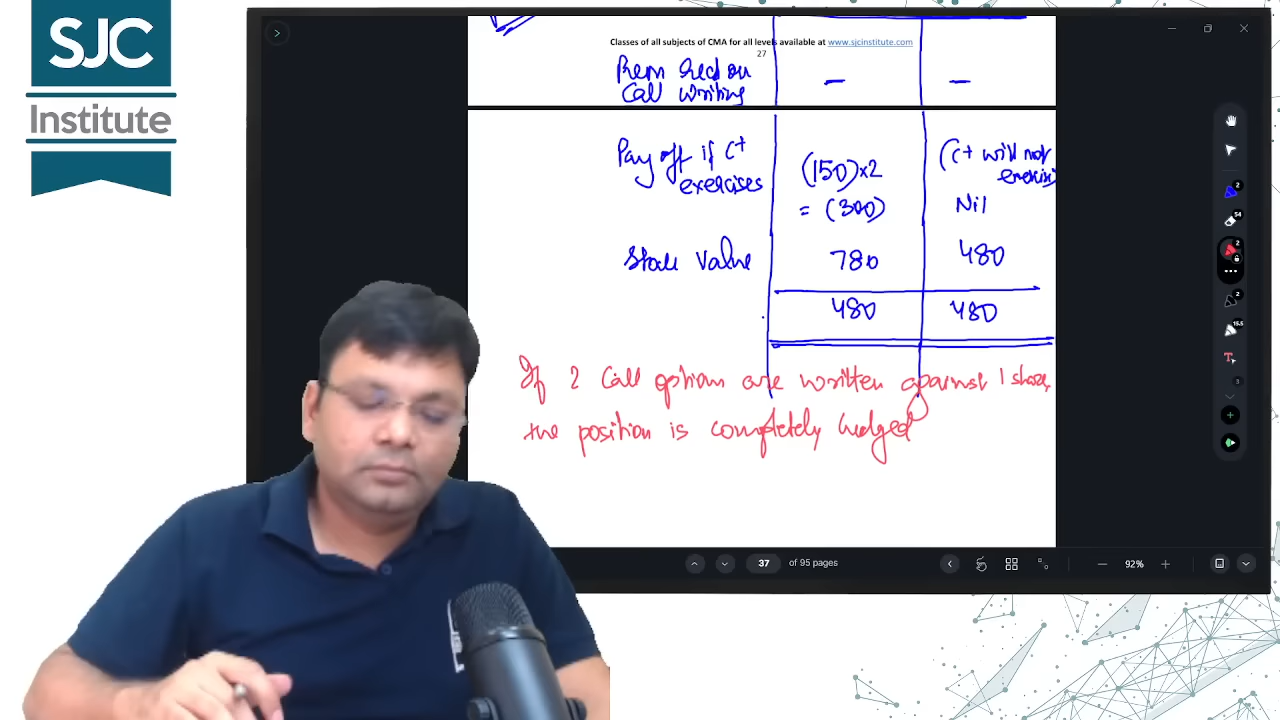 SJC
Institute
Classes of all subjects of CMA for all levels available at www.sjcinstitute.com
27
Prem Recd on
Call writing
— —
Pay off if C+
exercises
(150)×2
= (300)
(C+ will not
exercise)
Nil
Stock Value 780 480
480 480
If 2 Call options are written against 1 share,
the position is completely hedged
37 of 95 pages
92%